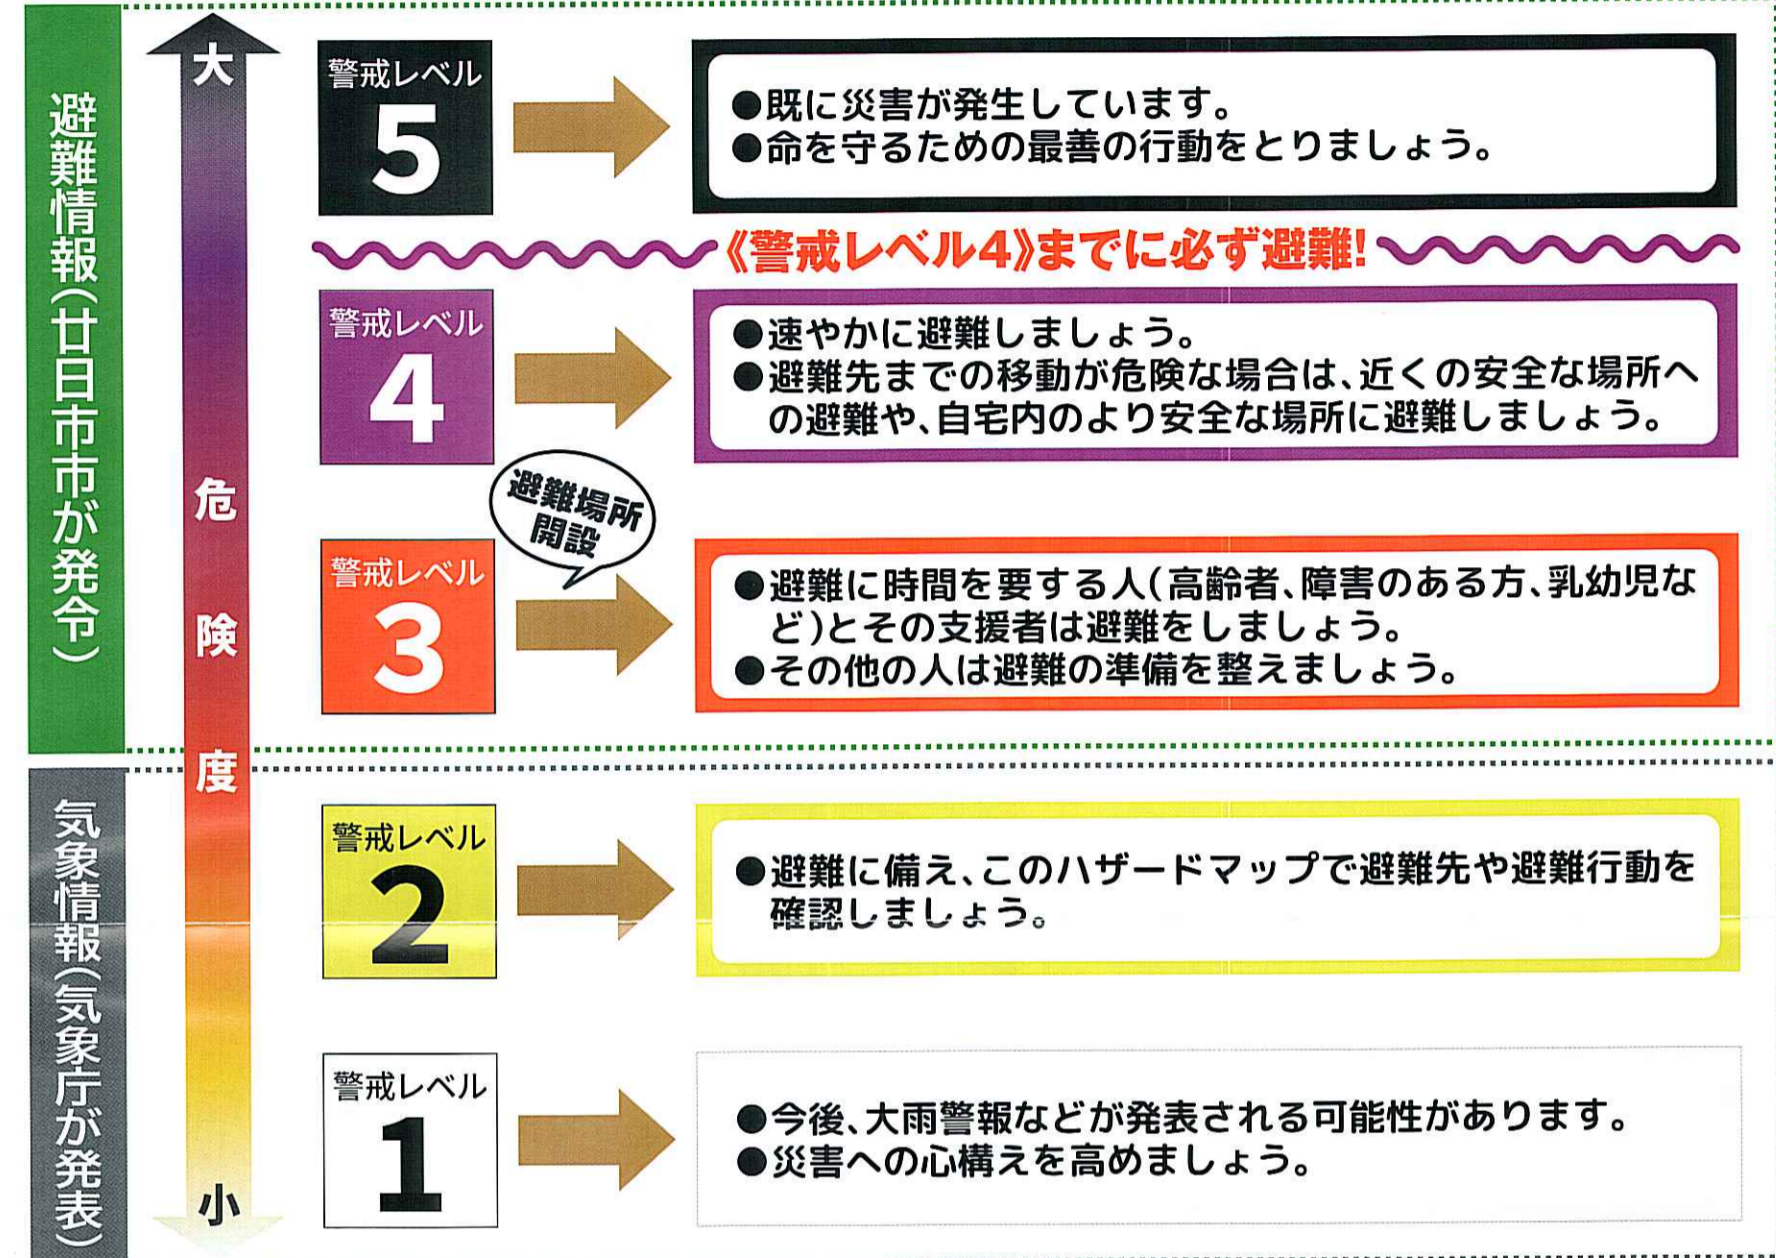 避難情報(廿日市市が発令)
大
危険度
小
警戒レベル
5
●既に災害が発生しています。
●命を守るための最善の行動をとりましょう。
《警戒レベル4》までに必ず避難!
警戒レベル
4
●速やかに避難しましょう。
●避難先までの移動が危険な場合は、近くの安全な場所へ
の避難や、自宅内のより安全な場所に避難しましょう。
避難場所
開設
警戒レベル
3
●避難に時間を要する人(高齢者、障害のある方、乳幼児な
ど)とその支援者は避難をしましょう。
●その他の人は避難の準備を整えましょう。
気象情報(気象庁が発表)
警戒レベル
2
●避難に備え、このハザードマップで避難先や避難行動を
確認しましょう。
警戒レベル
1
●今後、大雨警報などが発表される可能性があります。
●災害への心構えを高めましょう。